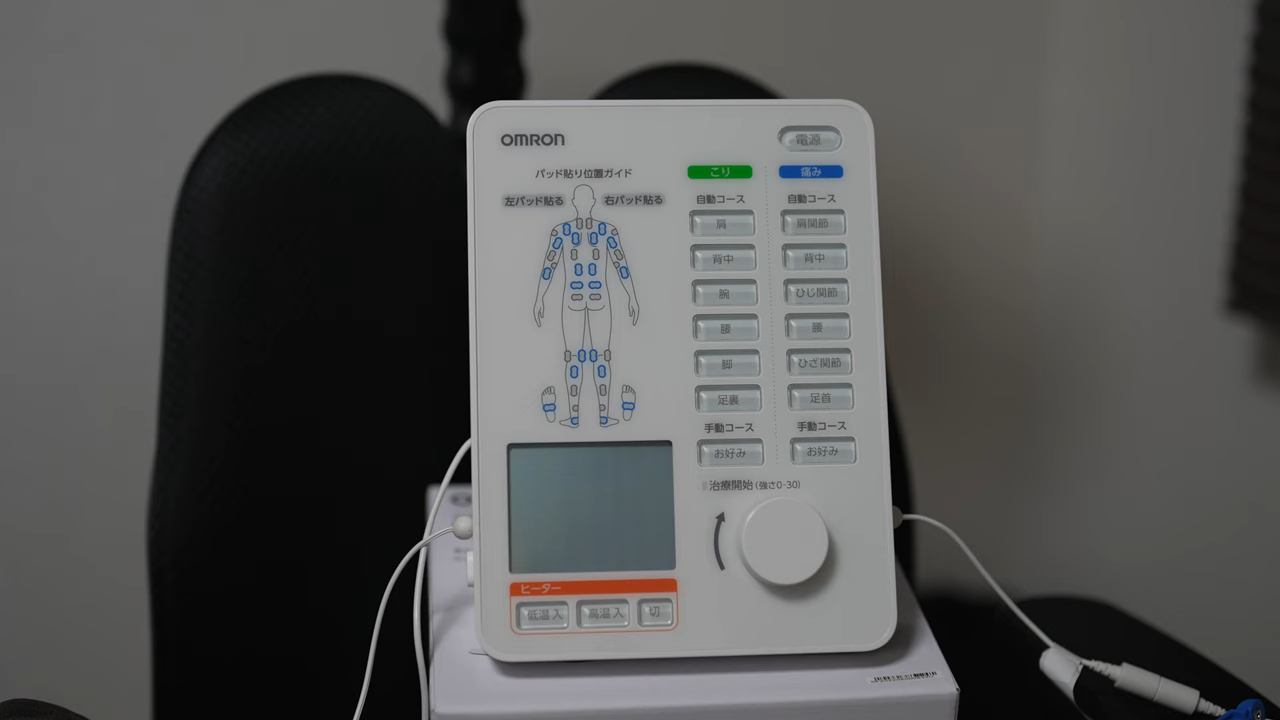 OMRON
電源
パッド貼り位置ガイド
左パッド貼る
右パッド貼る
こり
自動コース
肩
背中
腕
腰
脚
足裏
手動コース
お好み
痛み
自動コース
肩関節
背中
ひじ関節
腰
ひざ関節
足首
手動コース
お好み
治療開始(強さ0-30)
ヒーター
低温 入
高温 入
切